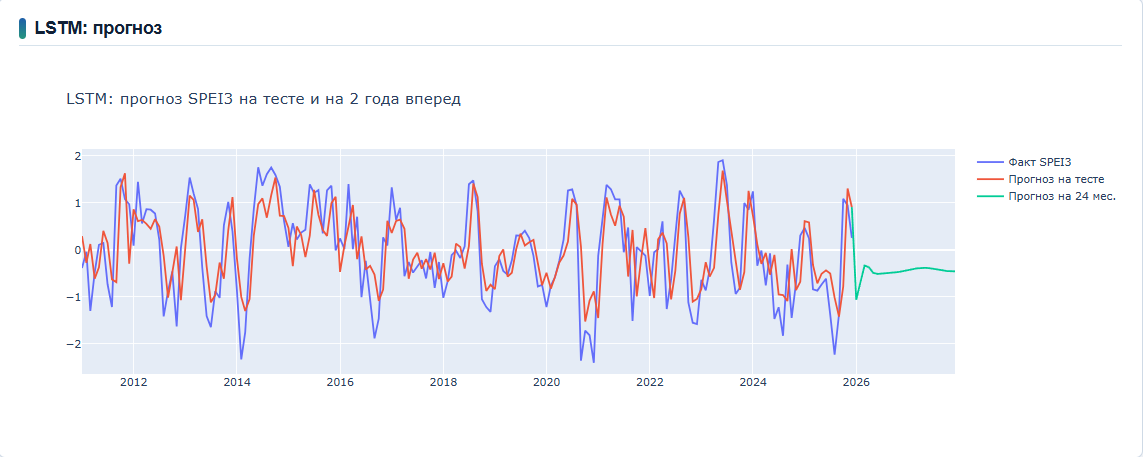 LSTM: прогноз
LSTM: прогноз SPEI3 на тесте и на 2 года вперед
Факт SPEI3
Прогноз на тесте
Прогноз на 24 мес.
2
1
0
−1
−2
2012 2014 2016 2018 2020 2022 2024 2026